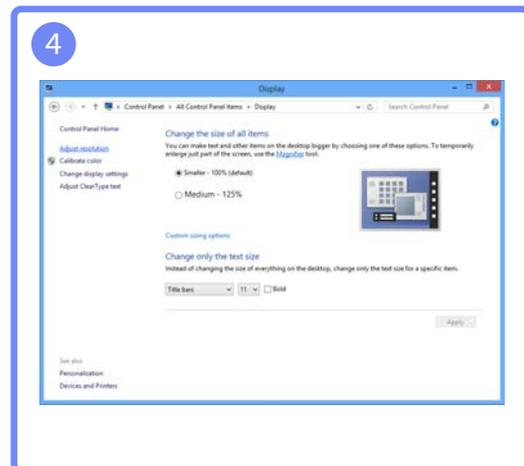 4
Display
Control Panel › All Control Panel Items › Display
Search Control Panel
Control Panel Home
Adjust resolution
Calibrate color
Change display settings
Adjust ClearType text
Change the size of all items
You can make text and other items on the desktop bigger by choosing one of these options. To temporarily
enlarge just part of the screen, use the Magnifier tool.
Smaller - 100% (default)
Medium - 125%
Custom sizing options
Change only the text size
Instead of changing the size of everything on the desktop, change only the text size for a specific item.
Title bars 11 Bold
Apply
See also
Personalization
Devices and Printers